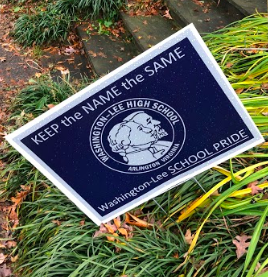 KEEP the NAME the SAME
WASHINGTON-LEE HIGH SCHOOL
ARLINGTON VIRGINIA
Washington-Lee SCHOOL PRIDE